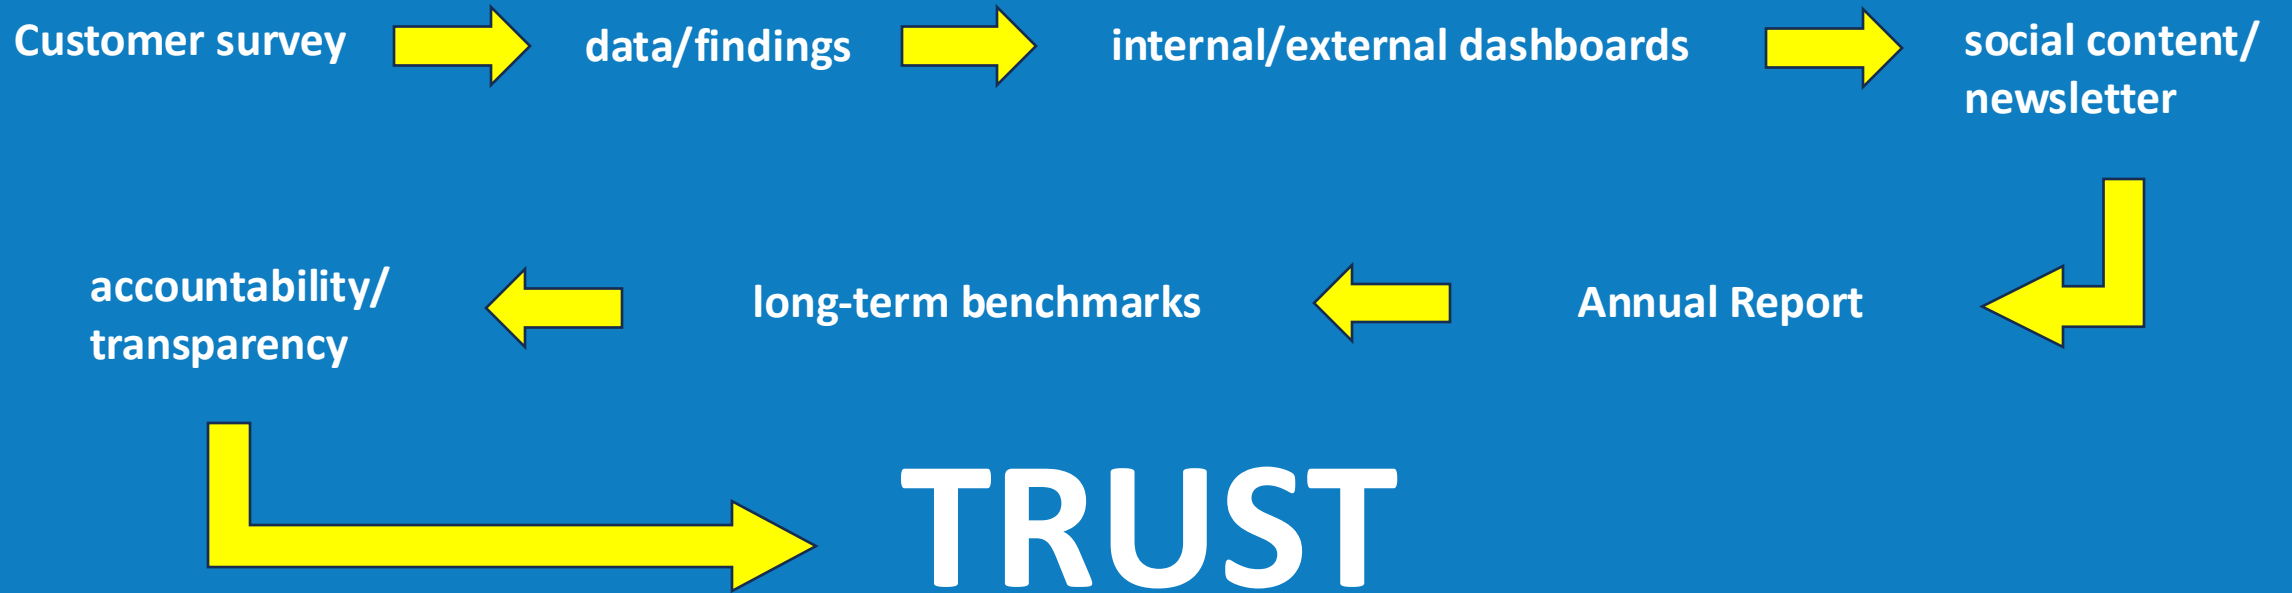 Customer survey
data/findings
internal/external dashboards
social content/
newsletter
Annual Report
long-term benchmarks
accountability/
transparency
TRUST